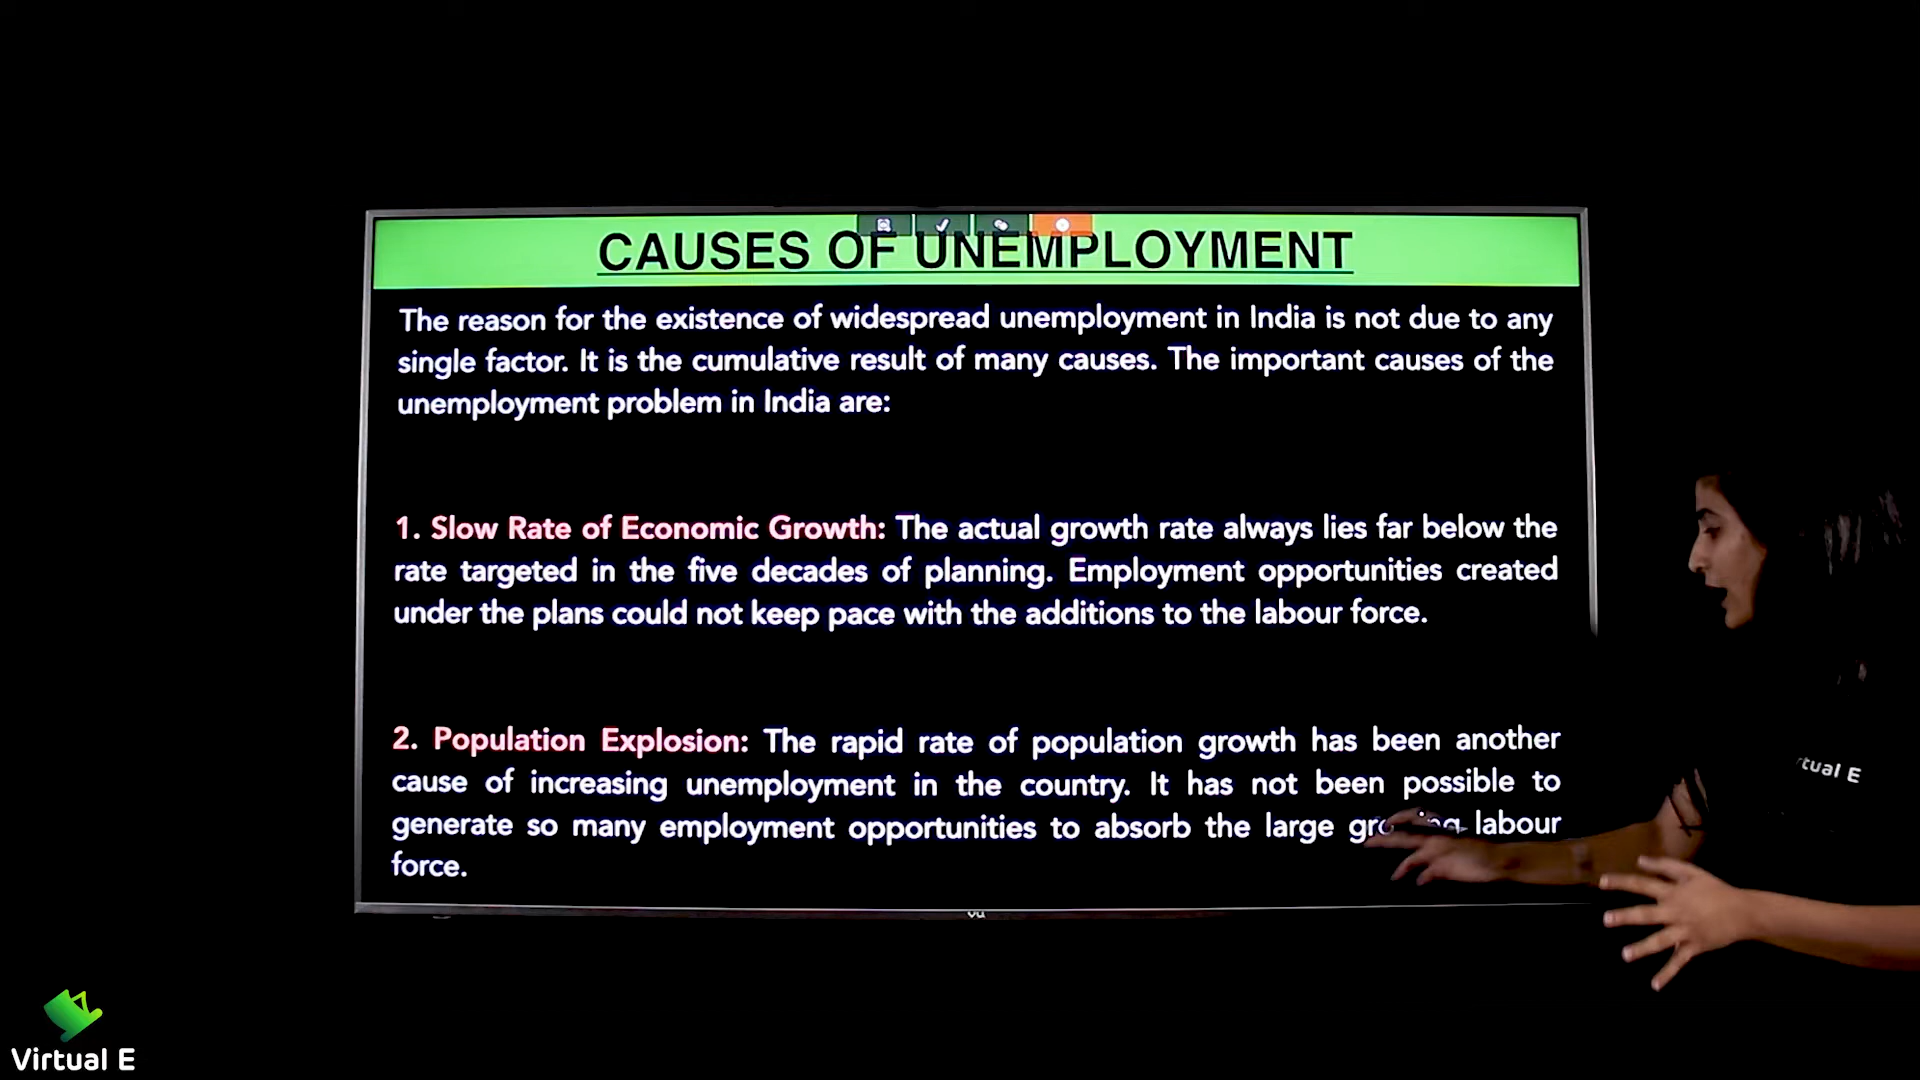 CAUSES OF UNEMPLOYMENT
The reason for the existence of widespread unemployment in India is not due to any
single factor. It is the cumulative result of many causes. The important causes of the
unemployment problem in India are:
1. Slow Rate of Economic Growth: The actual growth rate always lies far below the
rate targeted in the five decades of planning. Employment opportunities created
under the plans could not keep pace with the additions to the labour force.
2. Population Explosion: The rapid rate of population growth has been another
cause of increasing unemployment in the country. It has not been possible to
generate so many employment opportunities to absorb the large growing labour
force.
vu
rtual E
Virtual E